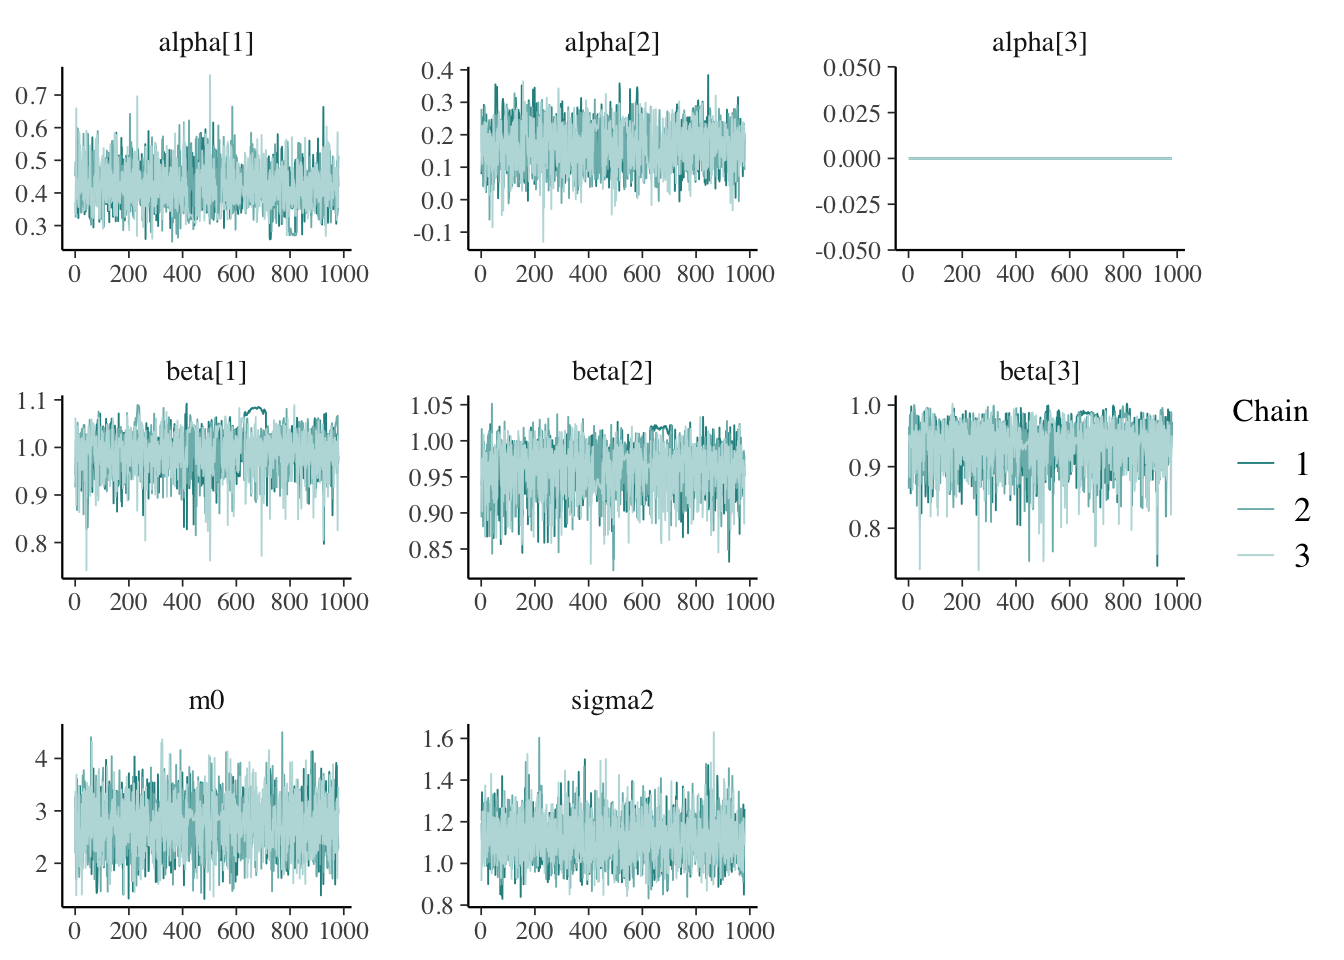 alpha[1] alpha[2] alpha[3]
0.7 0.6 0.5 0.4 0.3
0 200 400 600 800 1000
0.4 0.3 0.2 0.1 0.0 -0.1
0 200 400 600 800 1000
0.050 0.025 0.000 -0.025 -0.050
0 200 400 600 800 1000
beta[1] beta[2] beta[3]
1.1 1.0 0.9 0.8
0 200 400 600 800 1000
1.05 1.00 0.95 0.90 0.85
0 200 400 600 800 1000
1.0 0.9 0.8
0 200 400 600 800 1000
Chain
1
2
3
m0 sigma2
4 3 2
0 200 400 600 800 1000
1.6 1.4 1.2 1.0 0.8
0 200 400 600 800 1000